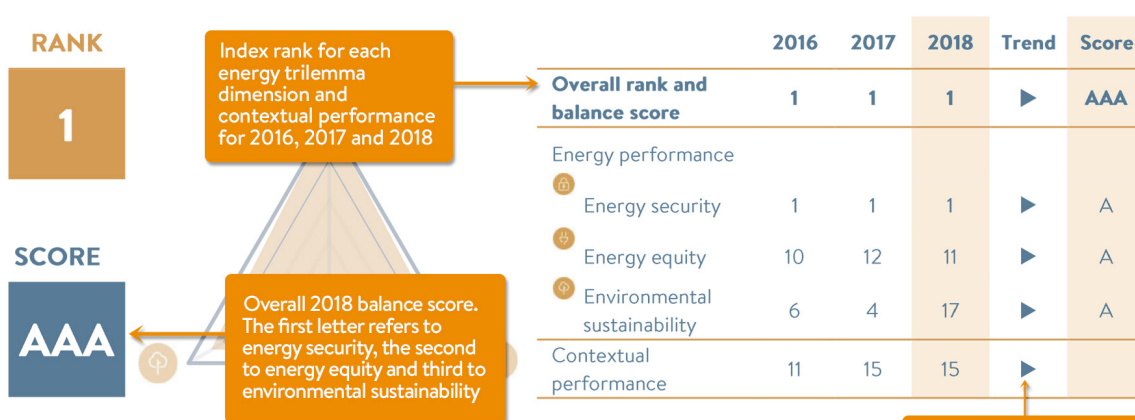 RANK
1
SCORE
AAA
Index rank for each
energy trilemma
dimension and
contextual performance
for 2016, 2017 and 2018
Overall 2018 balance score.
The first letter refers to
energy security, the second
to energy equity and third to
environmental sustainability
2016 2017 2018 Trend Score
Overall rank and
balance score 1 1 1 AAA
Energy performance
Energy security 1 1 1 A
Energy equity 10 12 11 A
Environmental
sustainability 6 4 17 A
Contextual
performance 11 15 15